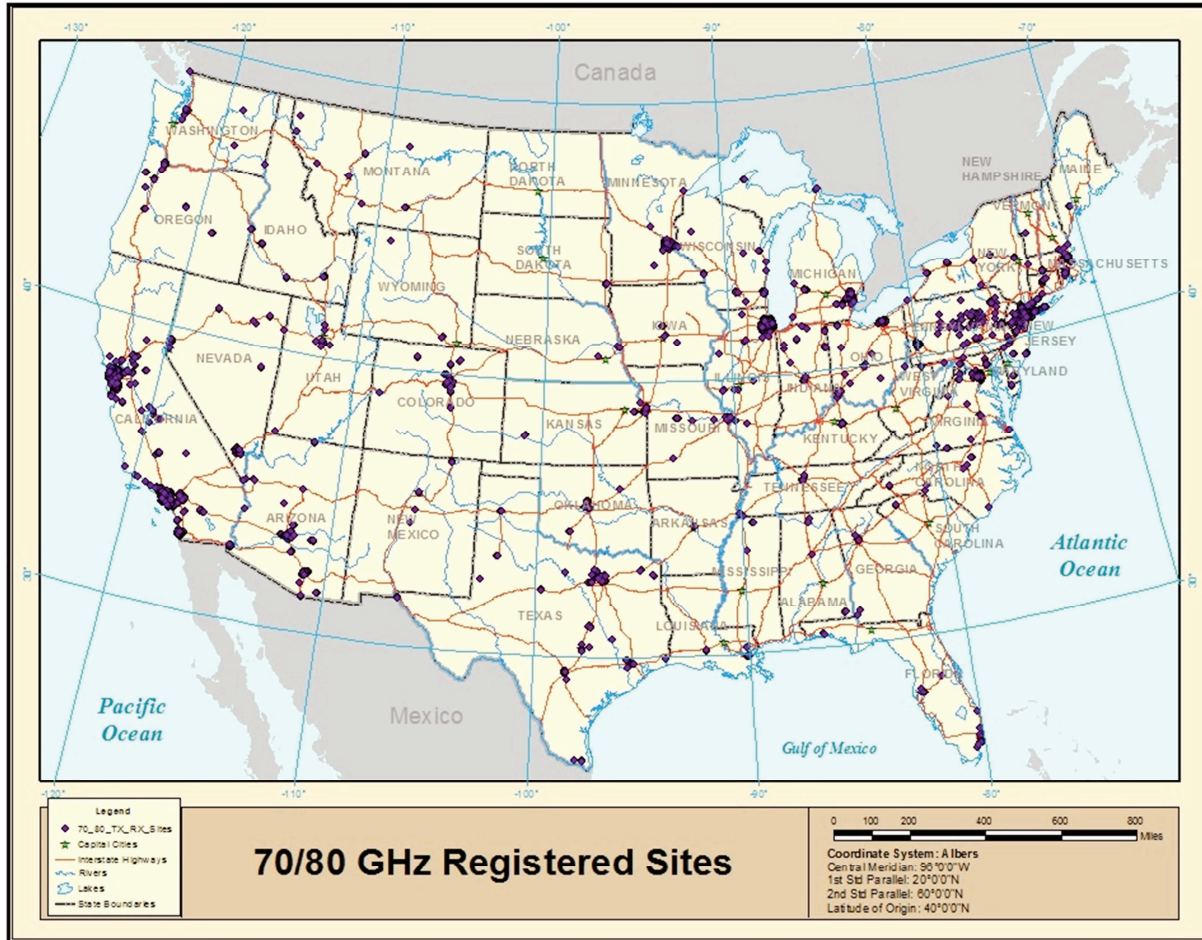 -130°
-120°
-100°
-90°
-80°
-70°
Canada
WASHINGTON
MONTANA
NORTH
DAKOTA
MINNESOTA
NEW
HAMPSHIRE
MAINE
VERMONT
OREGON
IDAHO
SOUTH
DAKOTA
WISCONSIN
MICHIGAN
NEW
YORK
MASSACHUSETTS
WYOMING
40°
40°
NEVADA
UTAH
NEBRASKA
IOWA
ILLINOIS
INDIANA
OHIO
NEW
JERSEY
WEST
VIRGINIA
MARYLAND
CALIFORNIA
COLORADO
KANSAS
MISSOURI
KENTUCKY
VIRGINIA
ARIZONA
NEW
MEXICO
OKLAHOMA
ARKANSAS
TENNESSEE
NORTH
CAROLINA
SOUTH
CAROLINA
30°
30°
TEXAS
LOUISIANA
MISSISSIPPI
ALABAMA
GEORGIA
FLORIDA
Atlantic
Ocean
Pacific
Ocean
Mexico
Gulf of Mexico
-120°
-110°
-100°
-90°
-80°
Legend
70_80_TX_RX_Sites
Capital Cities
Interstate Highways
Rivers
Lakes
State Boundaries
70/80 GHz Registered Sites
0 100 200 400 600 800
Miles
Coordinate System: Albers
Central Meridian: 96°0'0"W
1st Std Parallel: 20°0'0"N
2nd Std Parallel: 60°0'0"N
Latitude of Origin: 40°0'0"N